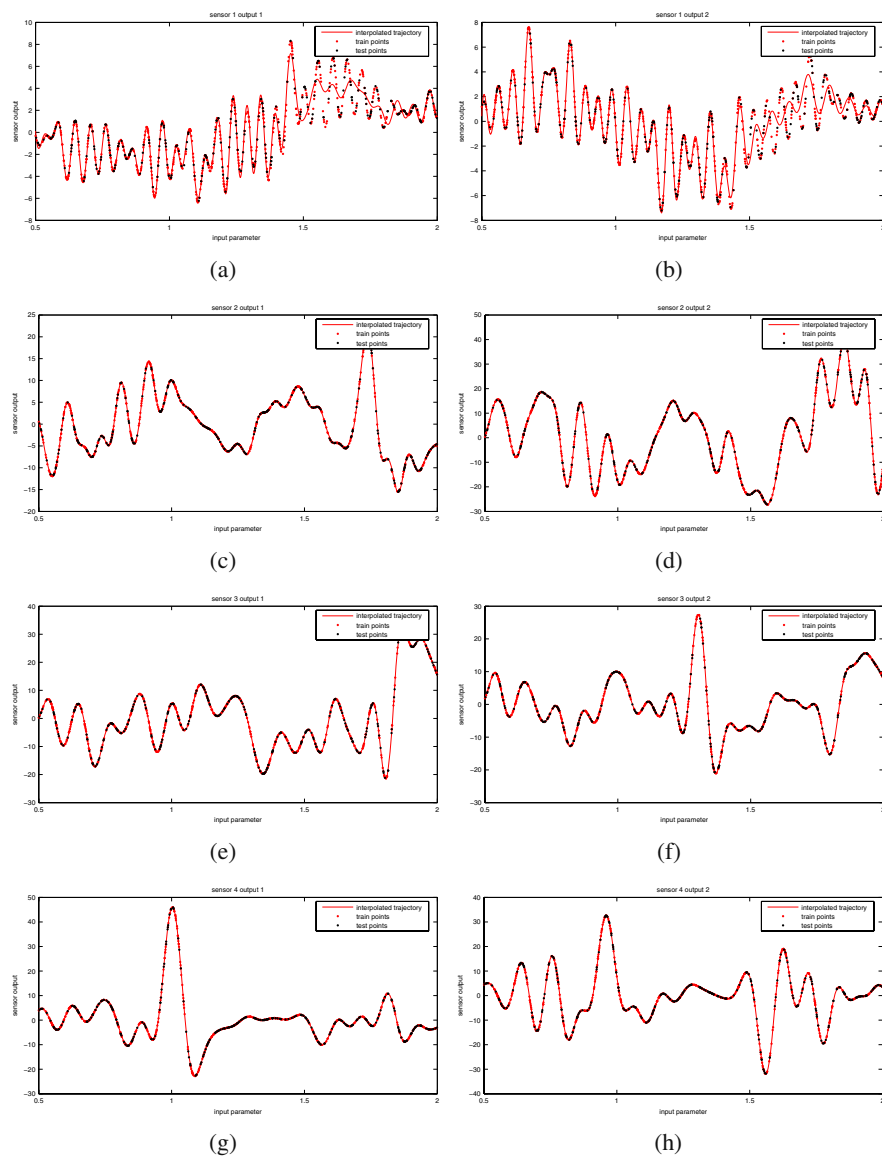 sensor 1 output 1
sensor output
10
8
6
4
2
0
−2
−4
−6
−8
interpolated trajectory
train points
test points
0.5 1 1.5 2
input parameter
(a)
sensor 1 output 2
sensor output
8
6
4
2
0
−2
−4
−6
−8
interpolated trajectory
train points
test points
0.5 1 1.5 2
input parameter
(b)
sensor 2 output 1
sensor output
25
20
15
10
5
0
−5
−10
−15
−20
interpolated trajectory
train points
test points
0.5 1 1.5 2
input parameter
(c)
sensor 2 output 2
sensor output
50
40
30
20
10
0
−10
−20
−30
interpolated trajectory
train points
test points
0.5 1 1.5 2
input parameter
(d)
sensor 3 output 1
sensor output
40
30
20
10
0
−10
−20
−30
interpolated trajectory
train points
test points
0.5 1 1.5 2
input parameter
(e)
sensor 3 output 2
sensor output
30
20
10
0
−10
−20
−30
interpolated trajectory
train points
test points
0.5 1 1.5
input parameter
(f)
sensor 4 output 1
sensor output
50
40
30
20
10
0
−10
−20
−30
interpolated trajectory
train points
test points
0.5 1 1.5 2
input parameter
(g)
sensor 4 output 2
sensor output
50
40
30
20
10
0
−10
−20
−30
−40
interpolated trajectory
train points
test points
0.5 1 1.5
input parameter
(h)